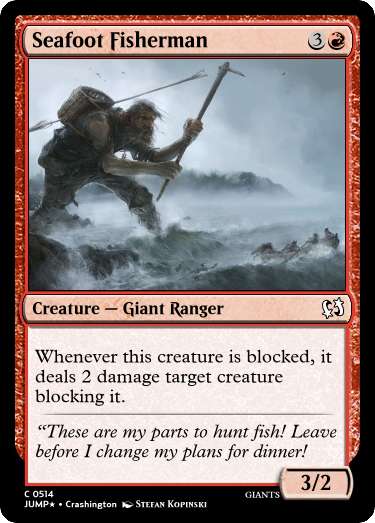 Seafoot Fisherman 3
Creature — Giant Ranger
Whenever this creature is blocked, it
deals 2 damage target creature
blocking it.
“These are my parts to hunt fish! Leave
before I change my plans for dinner!
3/2
C 0514
JUMP★ • Crashington Stefan Kopinski
GIANTS